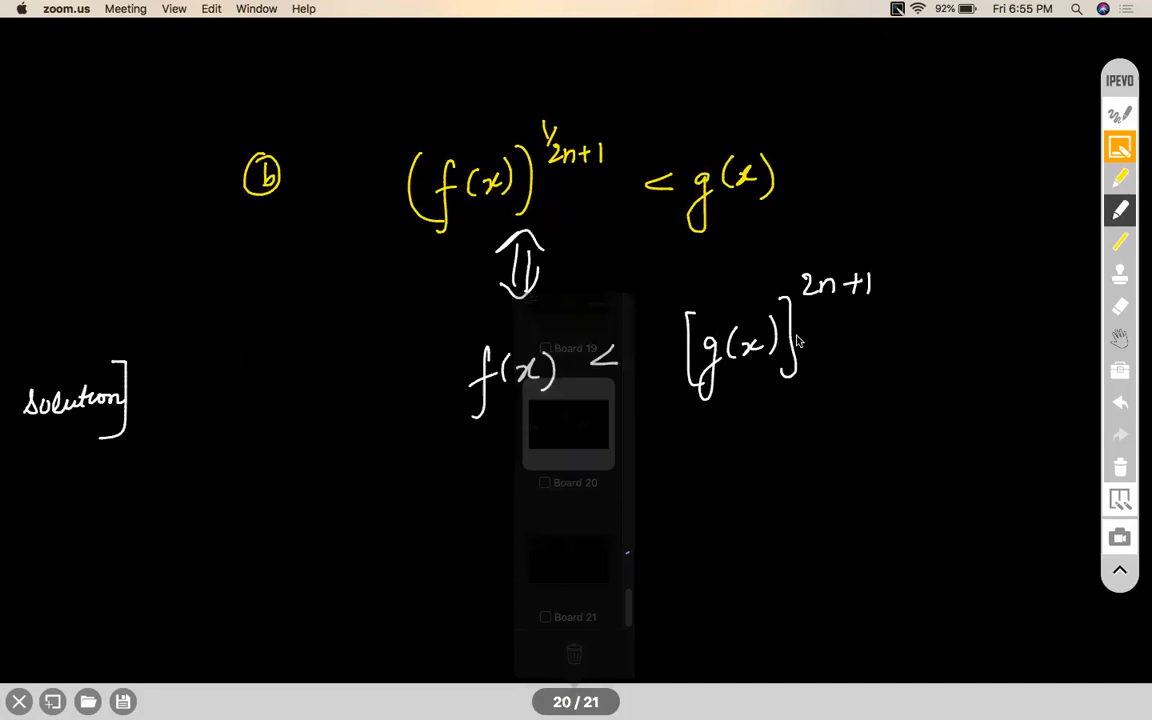 zoom.us Meeting View Edit Window Help 92% Fri 6:55 PM
IPEVO
(b) (f(x))^{1/2n+1} < g(x)
⇕
f(x) < [g(x)]^{2n+1}
Solution]
Board 19
Board 20
Board 21
20 / 21